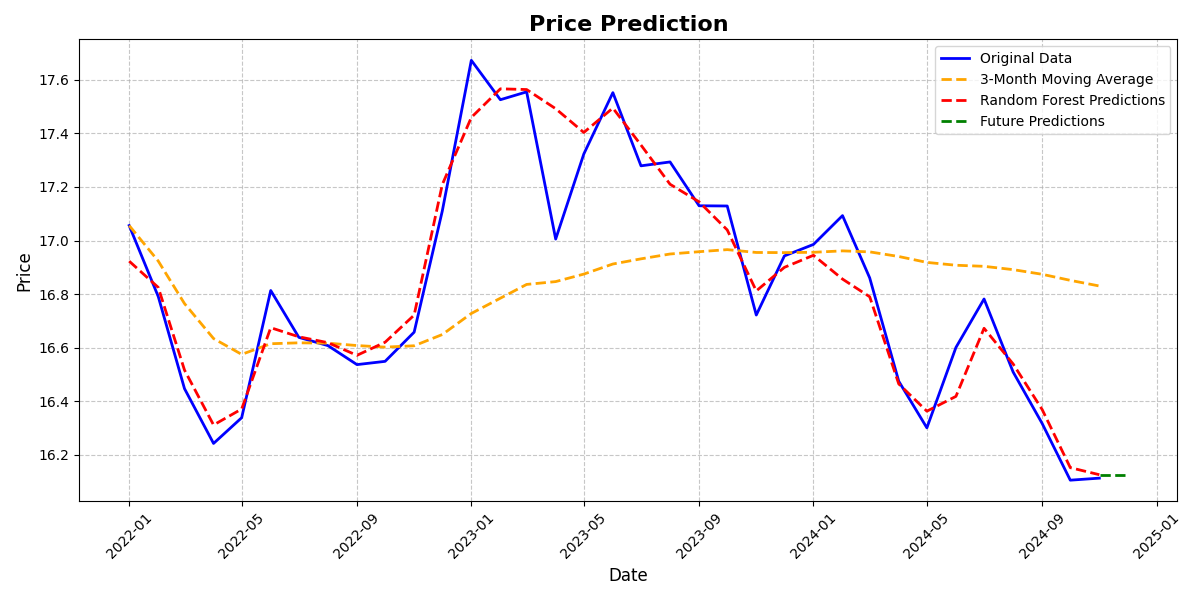 Price Prediction
Original Data
3-Month Moving Average
Random Forest Predictions
Future Predictions
17.6
17.4
17.2
17.0
16.8
16.6
16.4
16.2
Price
2022-01
2022-05
2022-09
2023-01
2023-05
2023-09
2024-01
2024-05
2024-09
2025-01
Date